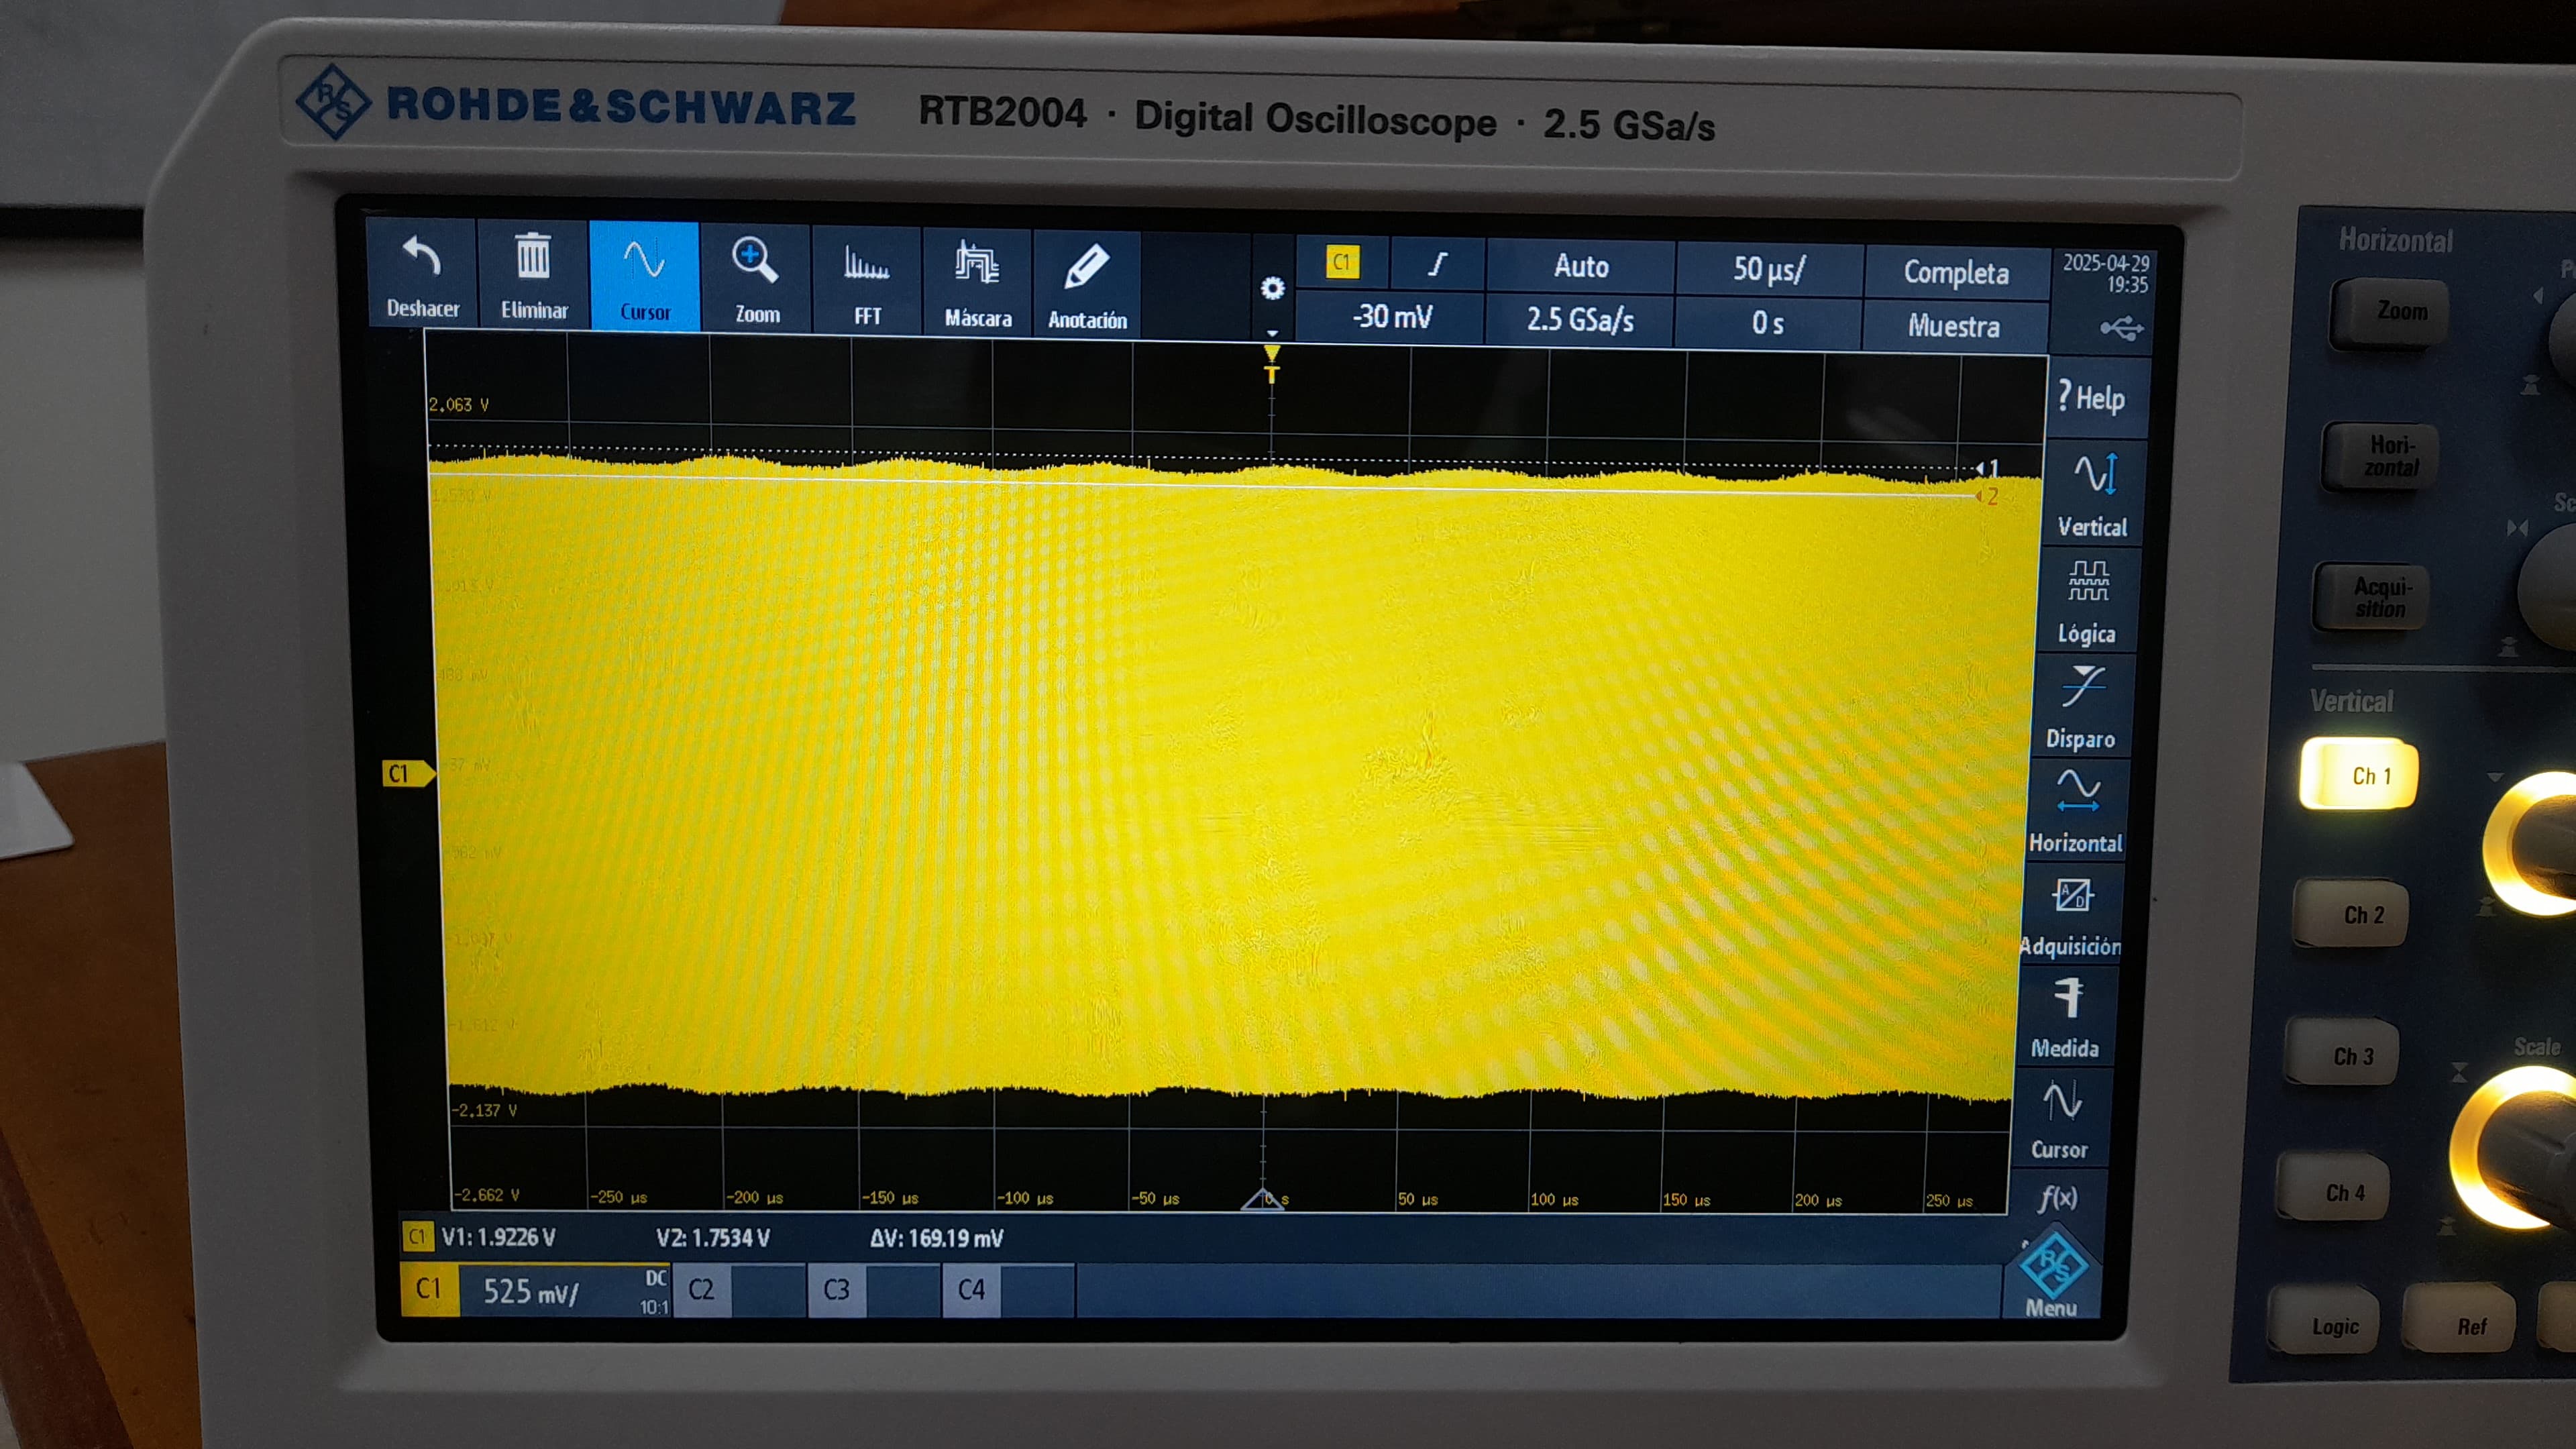 ROHDE&SCHWARZ RTB2004 · Digital Oscilloscope · 2.5 GSa/s
Deshacer Eliminar Cursor Zoom FFT Máscara Anotación
C1 Auto 50 µs/ Completa
-30 mV 2.5 GSa/s 0 s Muestra
2025-04-29
19:35
T
2.063 V
1
2
C1
-2.137 V
-2.662 V -250 µs -200 µs -150 µs -100 µs -50 µs 0 s 50 µs 100 µs 150 µs 200 µs 250 µs
? Help
Vertical
Lógica
Disparo
Horizontal
Adquisición
Medida
Cursor
f(x)
Menu
C1 V1: 1.9226 V V2: 1.7534 V ΔV: 169.19 mV
C1 525 mV/ DC 10:1 C2 C3 C4
Horizontal
Zoom
Hori-
zontal
Acqui-
sition
Vertical
Ch 1
Ch 2
Ch 3
Scale
Ch 4
Logic Ref